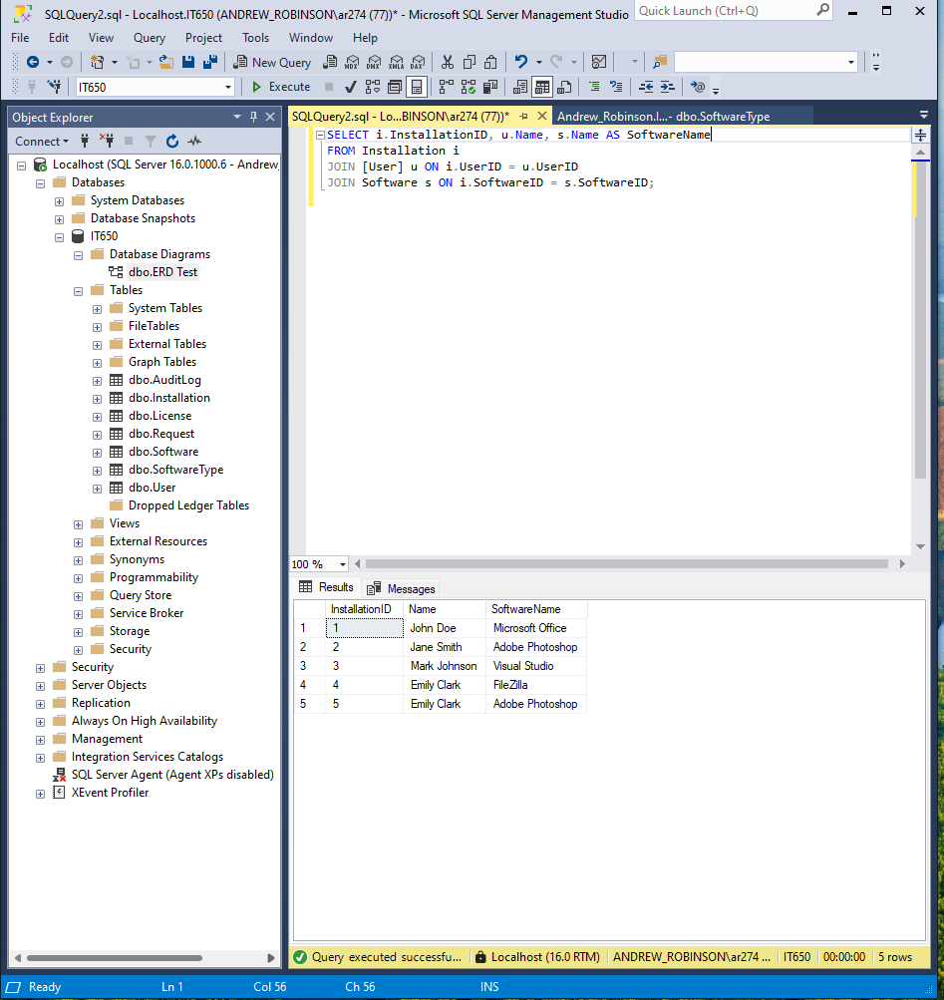 SQLQuery2.sql - Localhost.IT650 (ANDREW_ROBINSON\ar274 (77))* - Microsoft SQL Server Management Studio
Quick Launch (Ctrl+Q)
File Edit View Query Project Tools Window Help
New Query MDX DMX XMLA DAX
IT650 Execute
Object Explorer
Connect
Localhost (SQL Server 16.0.1000.6 - Andrew_
Databases
System Databases
Database Snapshots
IT650
Database Diagrams
dbo.ERD Test
Tables
System Tables
FileTables
External Tables
Graph Tables
dbo.AuditLog
dbo.Installation
dbo.License
dbo.Request
dbo.Software
dbo.SoftwareType
dbo.User
Dropped Ledger Tables
Views
External Resources
Synonyms
Programmability
Query Store
Service Broker
Storage
Security
Security
Server Objects
Replication
Always On High Availability
Management
Integration Services Catalogs
SQL Server Agent (Agent XPs disabled)
XEvent Profiler
SQLQuery2.sql - Lo...BINSON\ar274 (77))* Andrew_Robinson.I...- dbo.SoftwareType
SELECT i.InstallationID, u.Name, s.Name AS SoftwareName
FROM Installation i
JOIN [User] u ON i.UserID = u.UserID
JOIN Software s ON i.SoftwareID = s.SoftwareID;
100 %
Results Messages
InstallationID Name SoftwareName
1 1 John Doe Microsoft Office
2 2 Jane Smith Adobe Photoshop
3 3 Mark Johnson Visual Studio
4 4 Emily Clark FileZilla
5 5 Emily Clark Adobe Photoshop
Query executed successfu... Localhost (16.0 RTM) ANDREW_ROBINSON\ar274 ... IT650 00:00:00 5 rows
Ready Ln 1 Col 56 Ch 56 INS